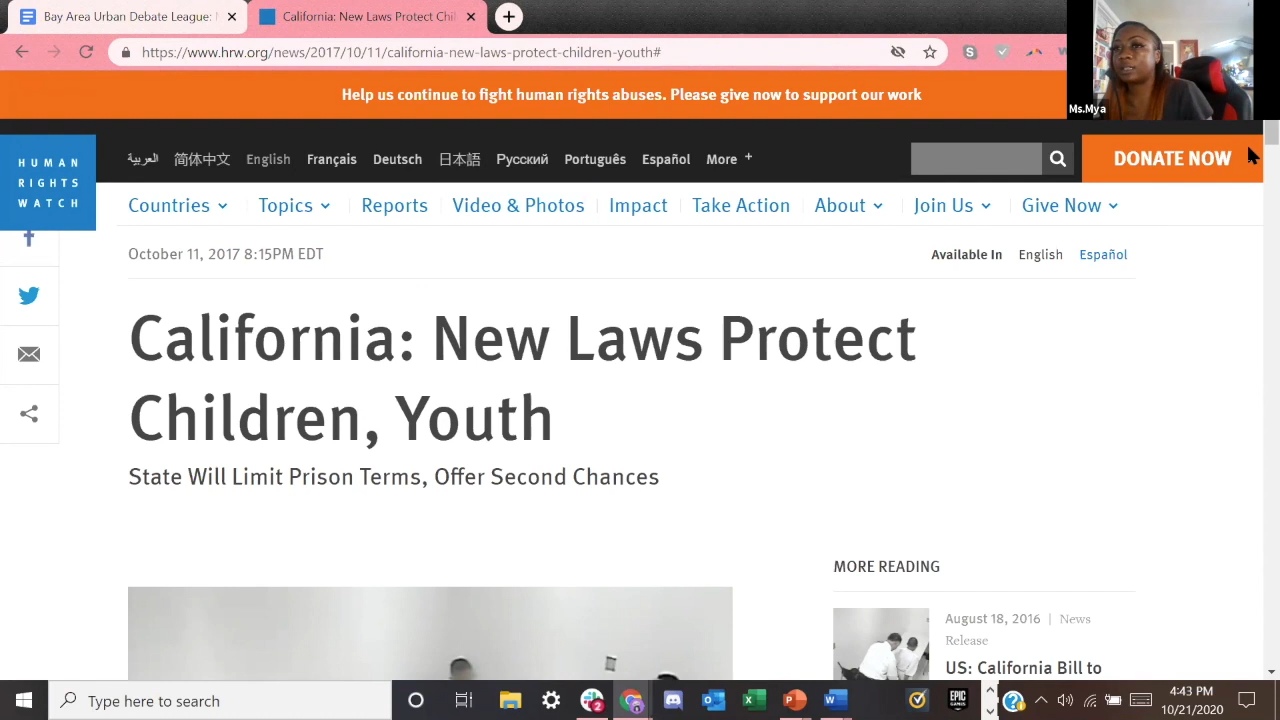 Bay Area Urban Debate League:
California: New Laws Protect Chil
https://www.hrw.org/news/2017/10/11/california-new-laws-protect-children-youth#
Ms.Mya
Help us continue to fight human rights abuses. Please give now to support our work
HUMAN
RIGHTS
WATCH
العربية 简体中文 English Français Deutsch 日本語 Русский Português Español More +
DONATE NOW
Countries Topics Reports Video & Photos Impact Take Action About Join Us Give Now
October 11, 2017 8:15PM EDT
Available In English Español
California: New Laws Protect
Children, Youth
State Will Limit Prison Terms, Offer Second Chances
MORE READING
August 18, 2016 | News
Release
US: California Bill to
Type here to search
EPIC
GAMES
4:43 PM
10/21/2020